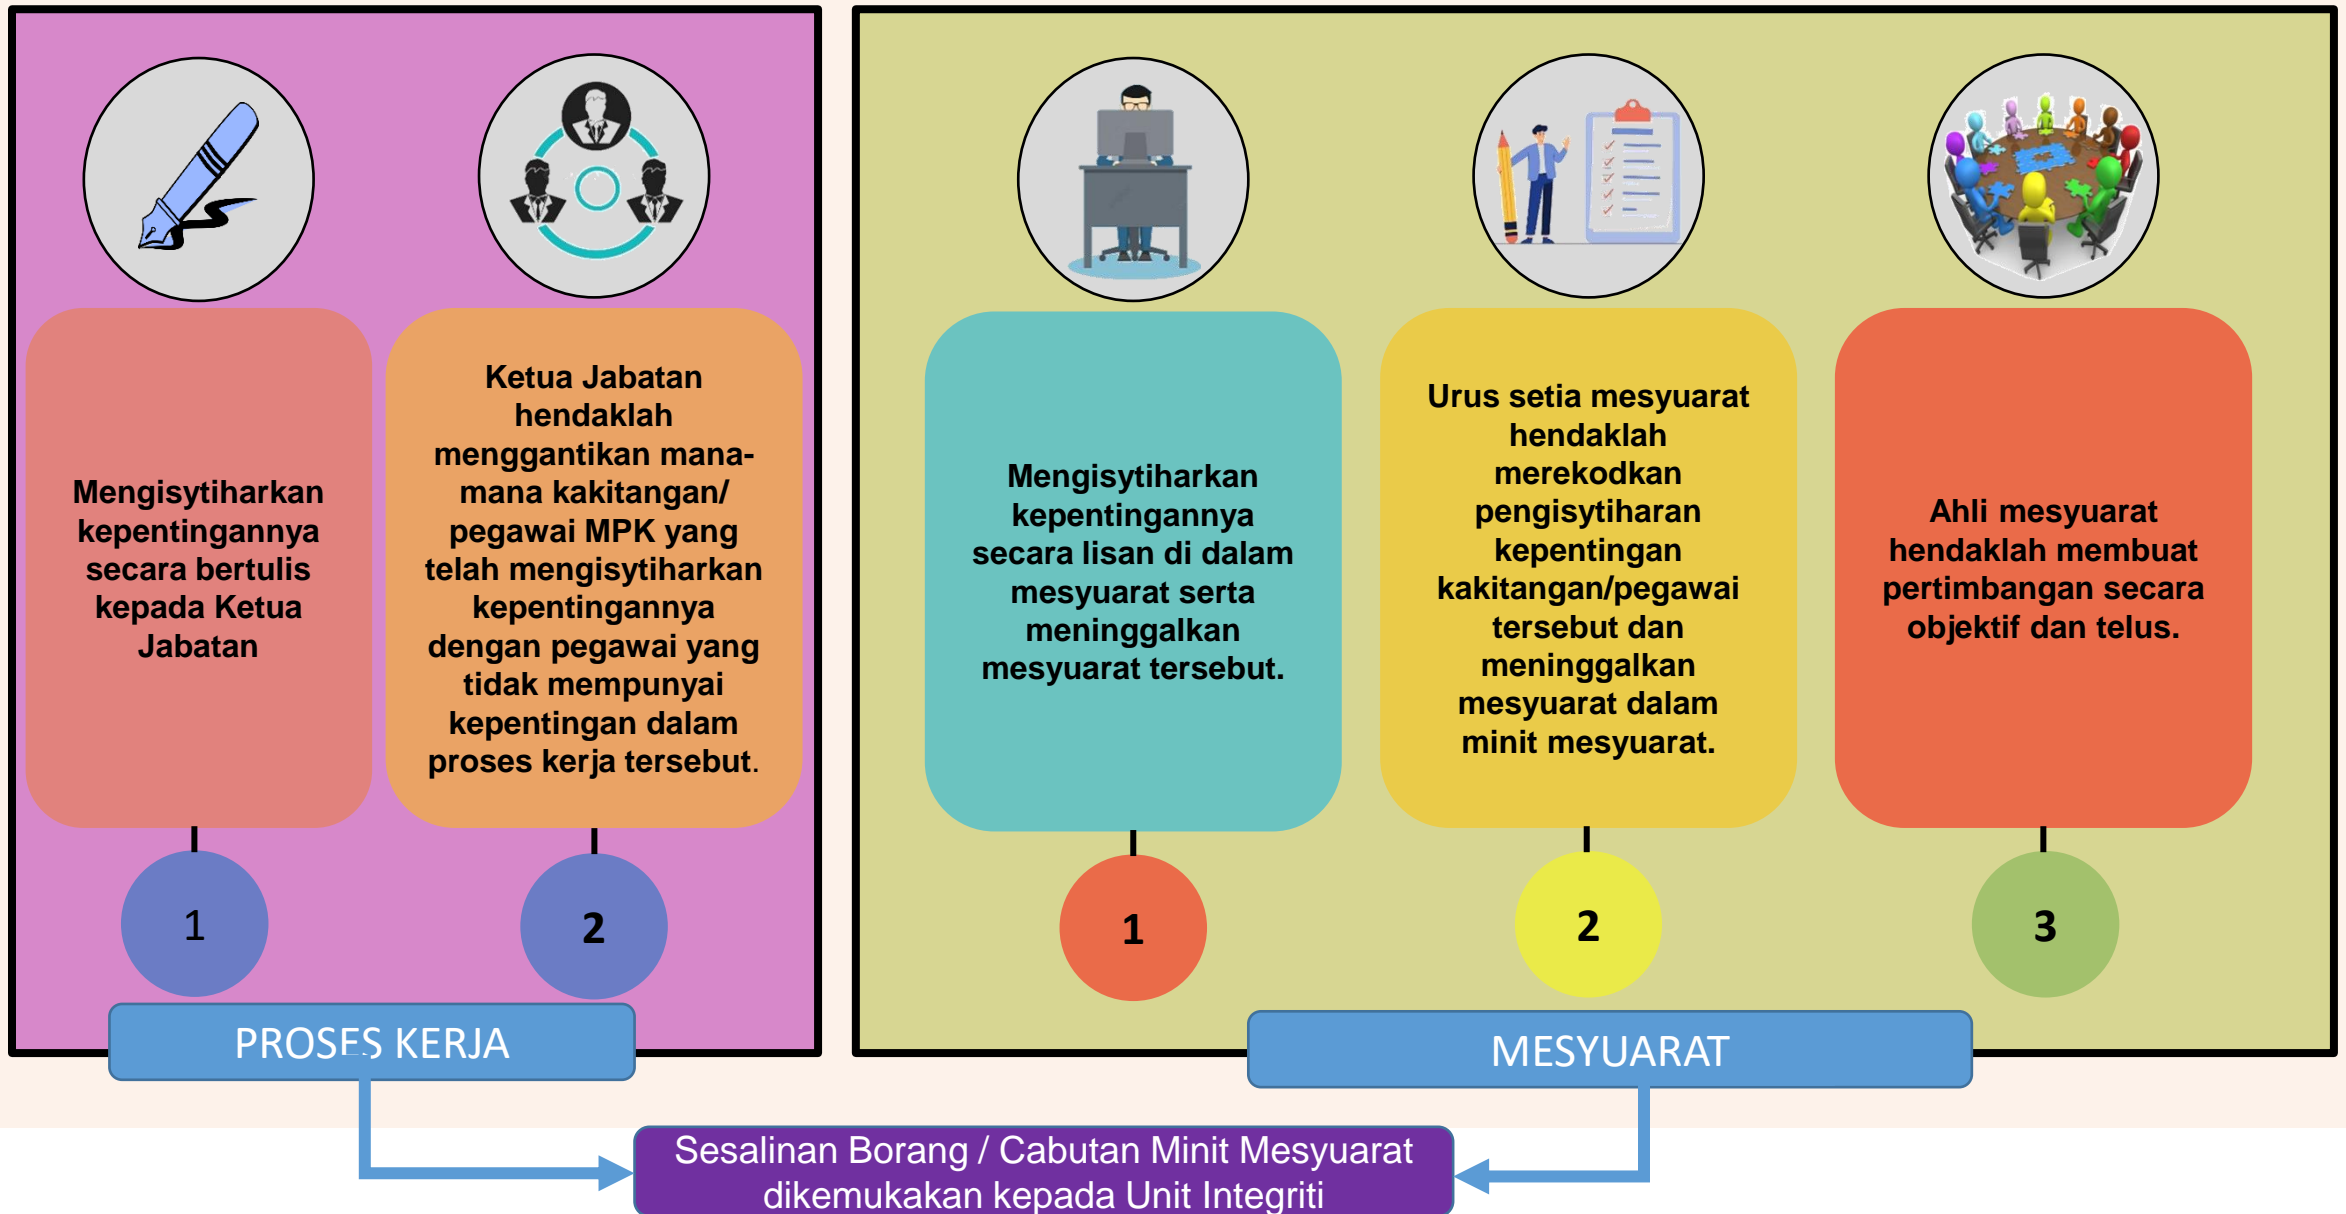 Mengisytiharkan
kepentingannya
secara bertulis
kepada Ketua
Jabatan
1
Ketua Jabatan
hendaklah
menggantikan mana-
mana kakitangan/
pegawai MPK yang
telah mengisytiharkan
kepentingannya
dengan pegawai yang
tidak mempunyai
kepentingan dalam
proses kerja tersebut.
2
PROSES KERJA
Mengisytiharkan
kepentingannya
secara lisan di dalam
mesyuarat serta
meninggalkan
mesyuarat tersebut.
1
Urus setia mesyuarat
hendaklah
merekodkan
pengisytiharan
kepentingan
kakitangan/pegawai
tersebut dan
meninggalkan
mesyuarat dalam
minit mesyuarat.
2
Ahli mesyuarat
hendaklah membuat
pertimbangan secara
objektif dan telus.
3
MESYUARAT
Sesalinan Borang / Cabutan Minit Mesyuarat
dikemukakan kepada Unit Integriti